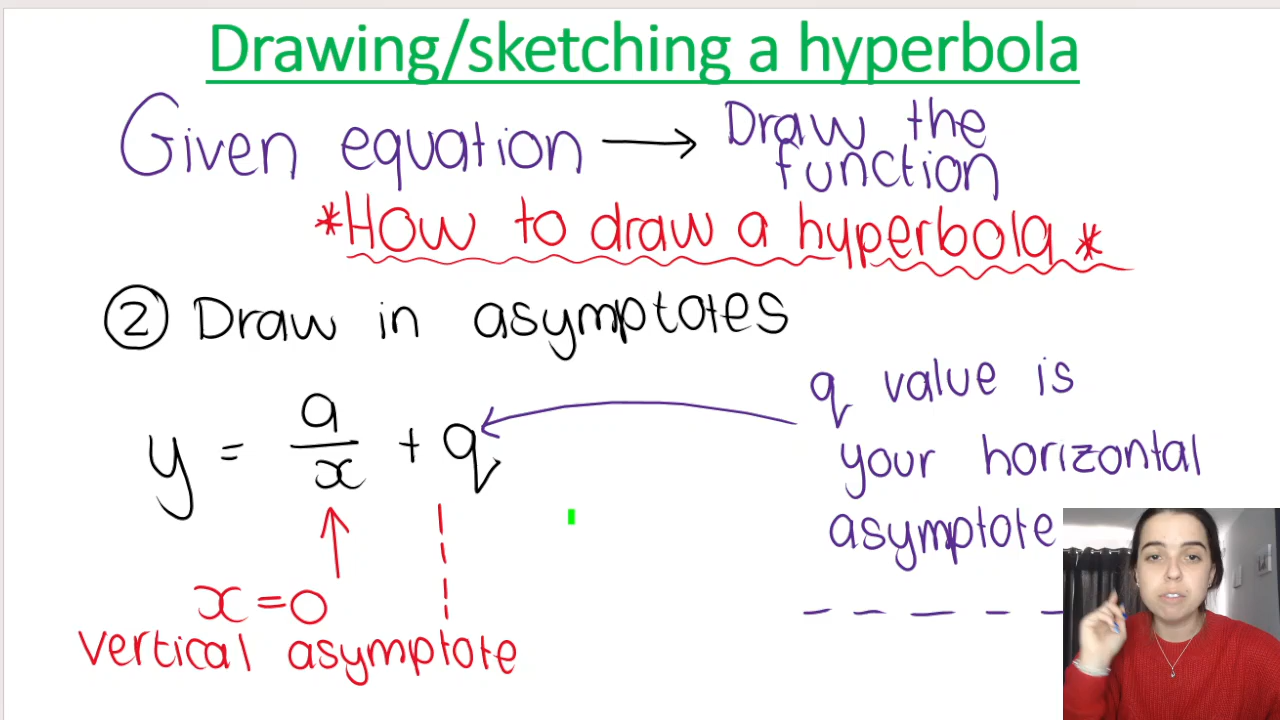 Drawing/sketching a hyperbola
Given equation → Draw the
function
*How to draw a hyperbola*
② Draw in asymptotes
y = a/x + q
q value is
your horizontal
asymptote
x=0
vertical asymptote